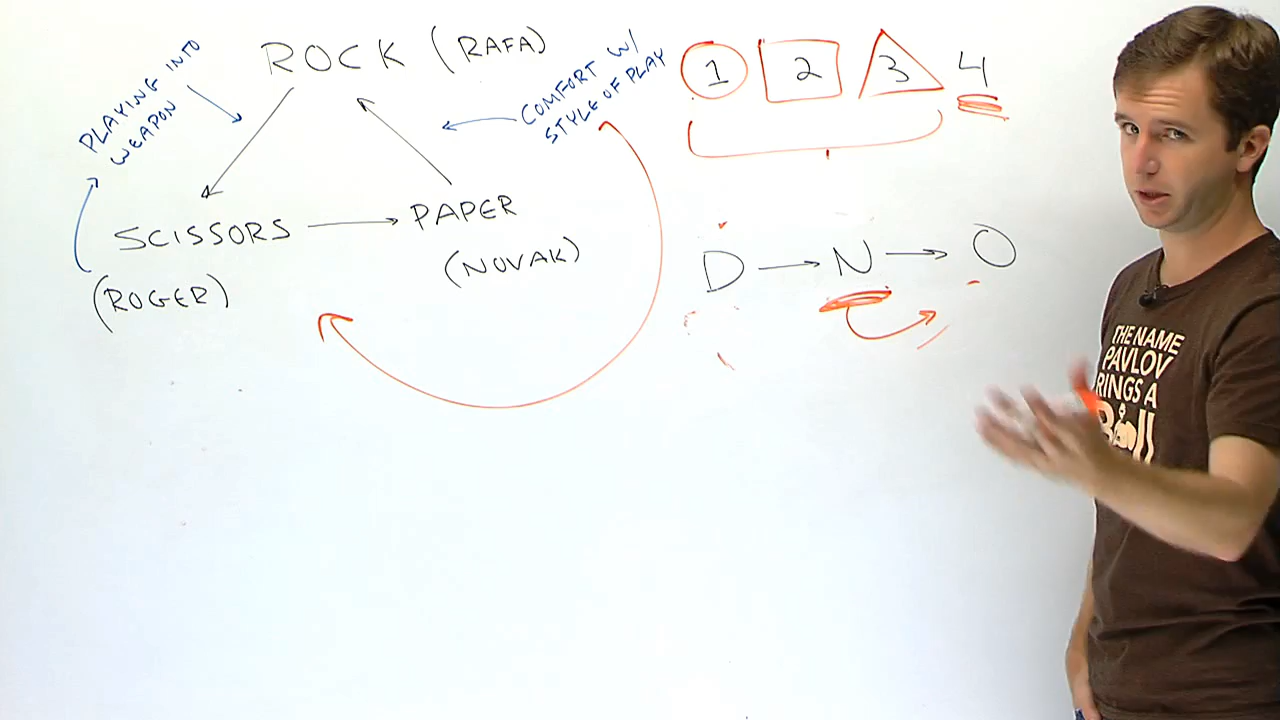 ROCK (RAFA)
PLAYING INTO
WEAPON
COMFORT W/
STYLE OF PLAY
SCISSORS
(ROGER)
PAPER
(NOVAK)
1 2 3 4
D N O
THE NAME
PAVLOV
RINGS A
Bell